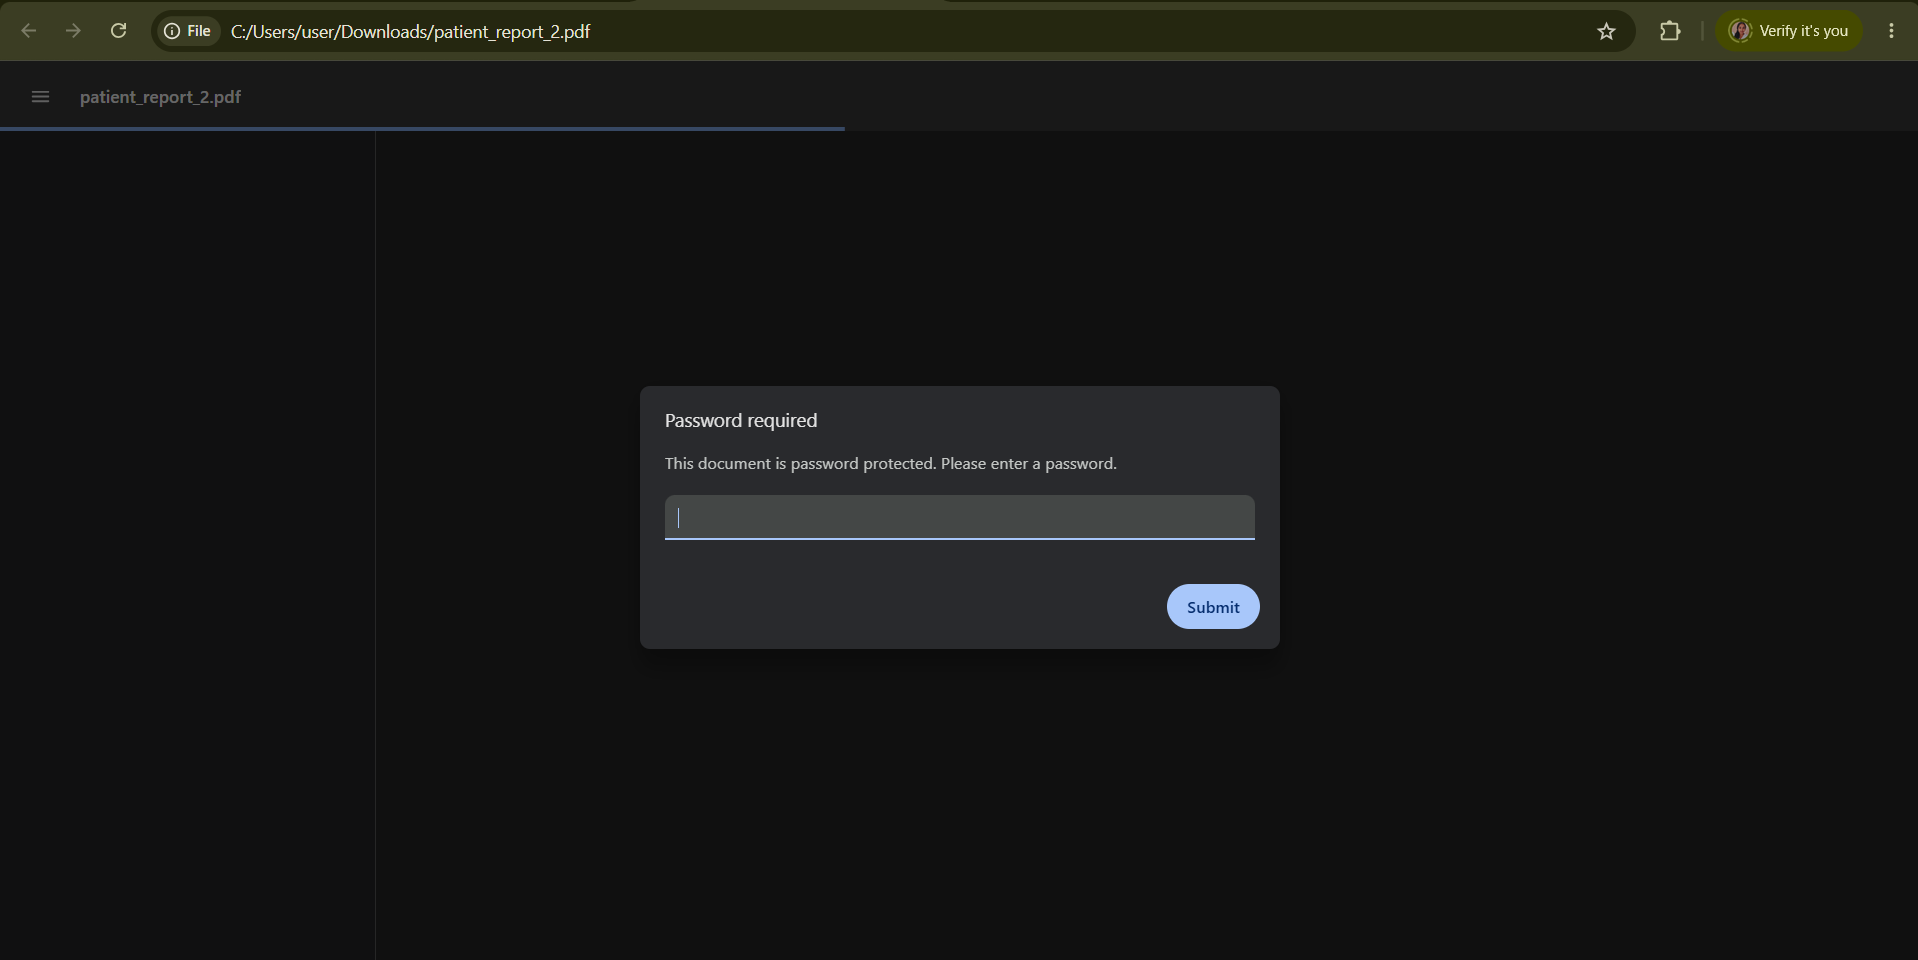 File C:/Users/user/Downloads/patient_report_2.pdf Verify it's you
patient_report_2.pdf
Password required
This document is password protected. Please enter a password.
Submit